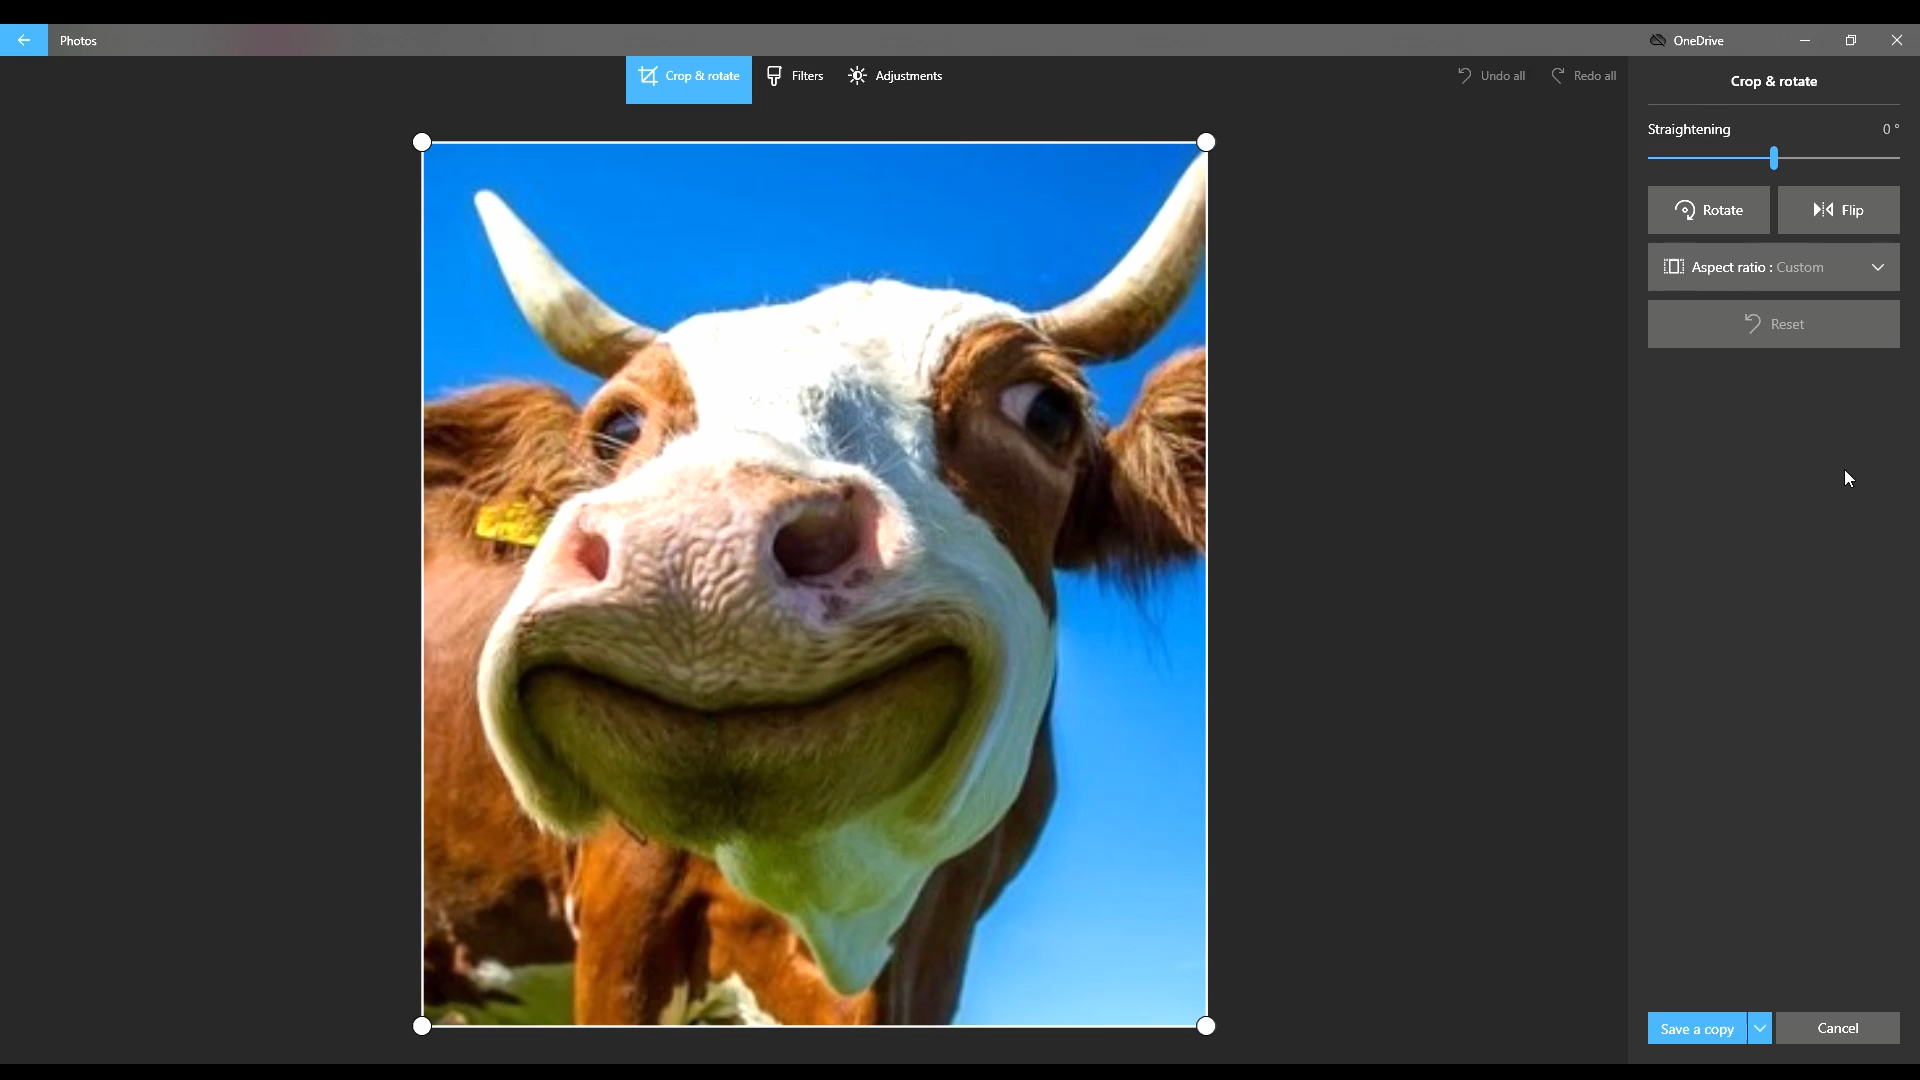 Photos
OneDrive
Crop & rotate
Filters
Adjustments
Undo all
Redo all
Crop & rotate
Straightening
0 °
Rotate
Flip
Aspect ratio : Custom
Reset
Save a copy
Cancel